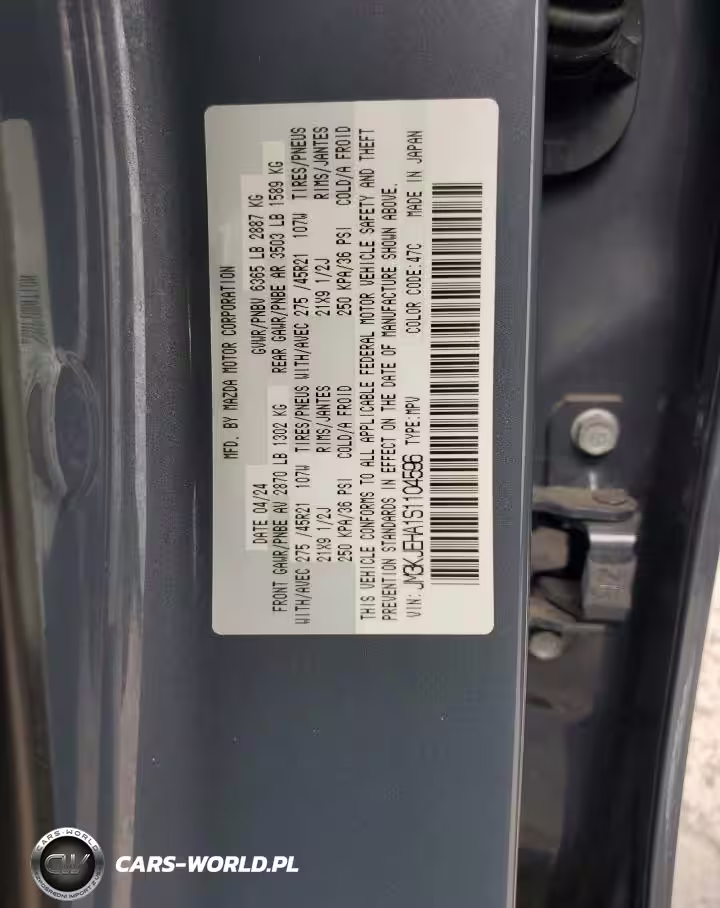 MFD. BY MAZDA MOTOR CORPORATION
DATE 04/24 GVWR/PNBV 6365 LB 2887 KG
FRONT GAWR/PNBE AV 2870 LB 1302 KG REAR GAWR/PNBE AR 3503 LB 1589 KG
WITH/AVEC 275 /45R21 107W TIRES/PNEUS WITH/AVEC 275 /45R21 107W TIRES/PNEUS
21X9 1/2J RIMS/JANTES 21X9 1/2J RIMS/JANTES
250 KPA/36 PSI COLD/A FROID 250 KPA/36 PSI COLD/A FROID
THIS VEHICLE CONFORMS TO ALL APPLICABLE FEDERAL MOTOR VEHICLE SAFETY AND THEFT
PREVENTION STANDARDS IN EFFECT ON THE DATE OF MANUFACTURE SHOWN ABOVE.
VIN: JM3KJEHA1S1104596 TYPE:MPV COLOR CODE:47C MADE IN JAPAN
CARS-WORLD
CW
CARS-WORLD.PL